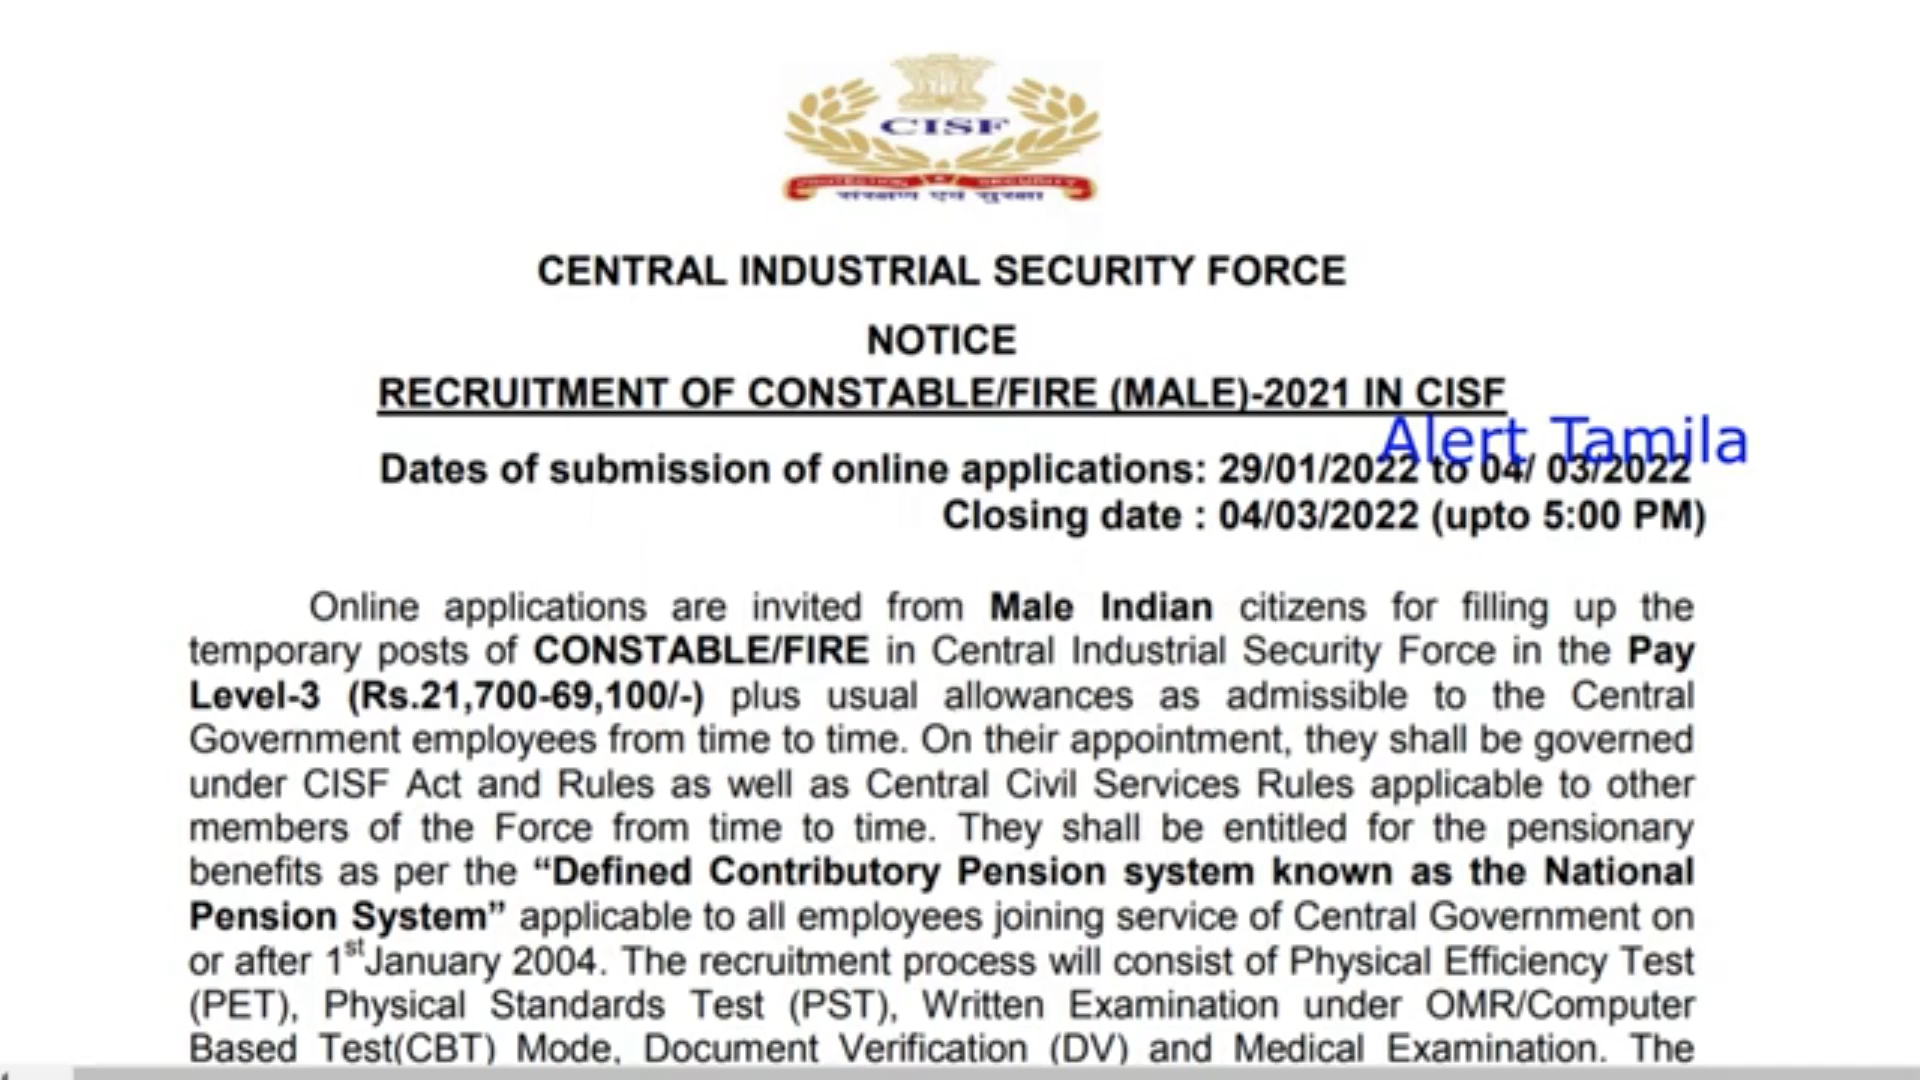 CISF
PROTECTION & SECURITY
संरक्षण एवं सुरक्षा
CENTRAL INDUSTRIAL SECURITY FORCE
NOTICE
RECRUITMENT OF CONSTABLE/FIRE (MALE)-2021 IN CISF
Alert Tamila
Dates of submission of online applications: 29/01/2022 to 04/ 03/2022
Closing date : 04/03/2022 (upto 5:00 PM)
Online applications are invited from Male Indian citizens for filling up the
temporary posts of CONSTABLE/FIRE in Central Industrial Security Force in the Pay
Level-3 (Rs.21,700-69,100/-) plus usual allowances as admissible to the Central
Government employees from time to time. On their appointment, they shall be governed
under CISF Act and Rules as well as Central Civil Services Rules applicable to other
members of the Force from time to time. They shall be entitled for the pensionary
benefits as per the “Defined Contributory Pension system known as the National
Pension System” applicable to all employees joining service of Central Government on
or after 1st January 2004. The recruitment process will consist of Physical Efficiency Test
(PET), Physical Standards Test (PST), Written Examination under OMR/Computer
Based Test(CBT) Mode, Document Verification (DV) and Medical Examination. The